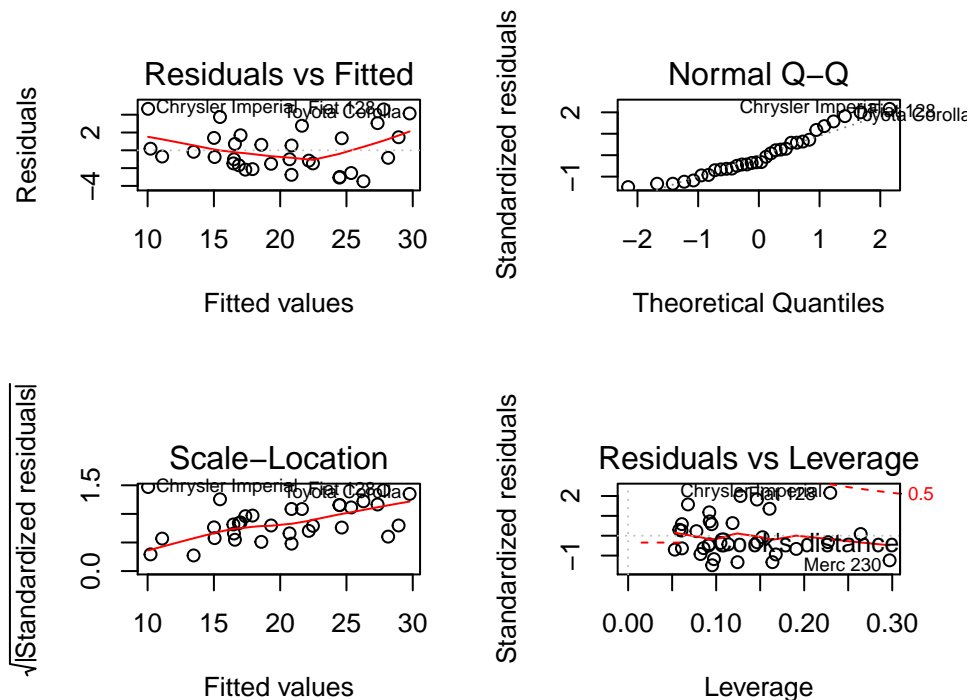 Residuals vs Fitted
Residuals
Chrysler Imperial
Fiat 128
Toyota Corolla
2
−4
10 15 20 25 30
Fitted values
Normal Q−Q
Standardized residuals
Chrysler Imperial
Fiat 128
Toyota Corolla
2
−1
−2 −1 0 1 2
Theoretical Quantiles
Scale−Location
√|Standardized residuals|
Chrysler Imperial
Fiat 128
Toyota Corolla
1.5
0.0
10 15 20 25 30
Fitted values
Residuals vs Leverage
Standardized residuals
Chrysler Imperial
Fiat 128
0.5
Cook's distance
Merc 230
2
−1
0.00 0.10 0.20 0.30
Leverage